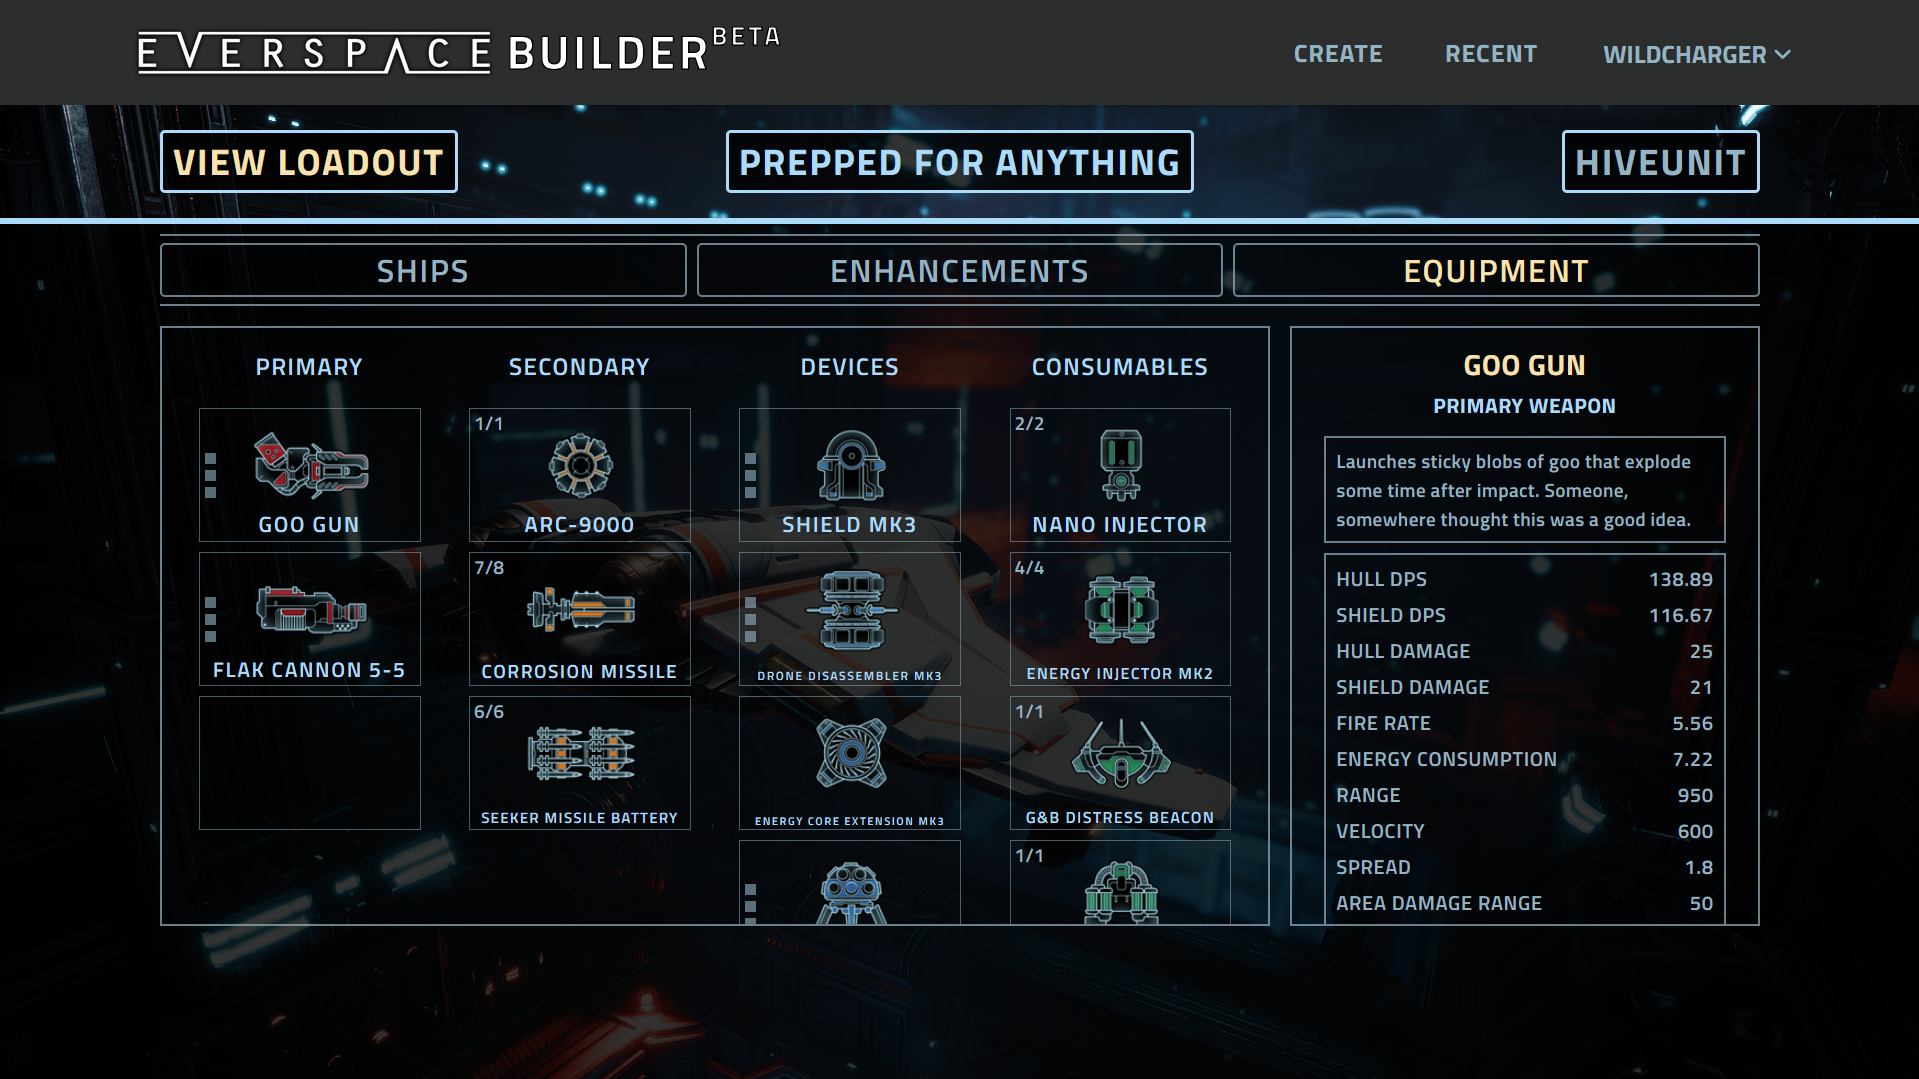 EVERSPACE BUILDER BETA
CREATE
RECENT
WILDCHARGER
VIEW LOADOUT
PREPPED FOR ANYTHING
HIVEUNIT
SHIPS
ENHANCEMENTS
EQUIPMENT
PRIMARY
GOO GUN
FLAK CANNON 5-5
SECONDARY
1/1
ARC-9000
7/8
CORROSION MISSILE
6/6
SEEKER MISSILE BATTERY
DEVICES
SHIELD MK3
DRONE DISASSEMBLER MK3
ENERGY CORE EXTENSION MK3
CONSUMABLES
2/2
NANO INJECTOR
4/4
ENERGY INJECTOR MK2
1/1
G&B DISTRESS BEACON
1/1
GOO GUN
PRIMARY WEAPON
Launches sticky blobs of goo that explode
some time after impact. Someone,
somewhere thought this was a good idea.
HULL DPS 138.89
SHIELD DPS 116.67
HULL DAMAGE 25
SHIELD DAMAGE 21
FIRE RATE 5.56
ENERGY CONSUMPTION 7.22
RANGE 950
VELOCITY 600
SPREAD 1.8
AREA DAMAGE RANGE 50